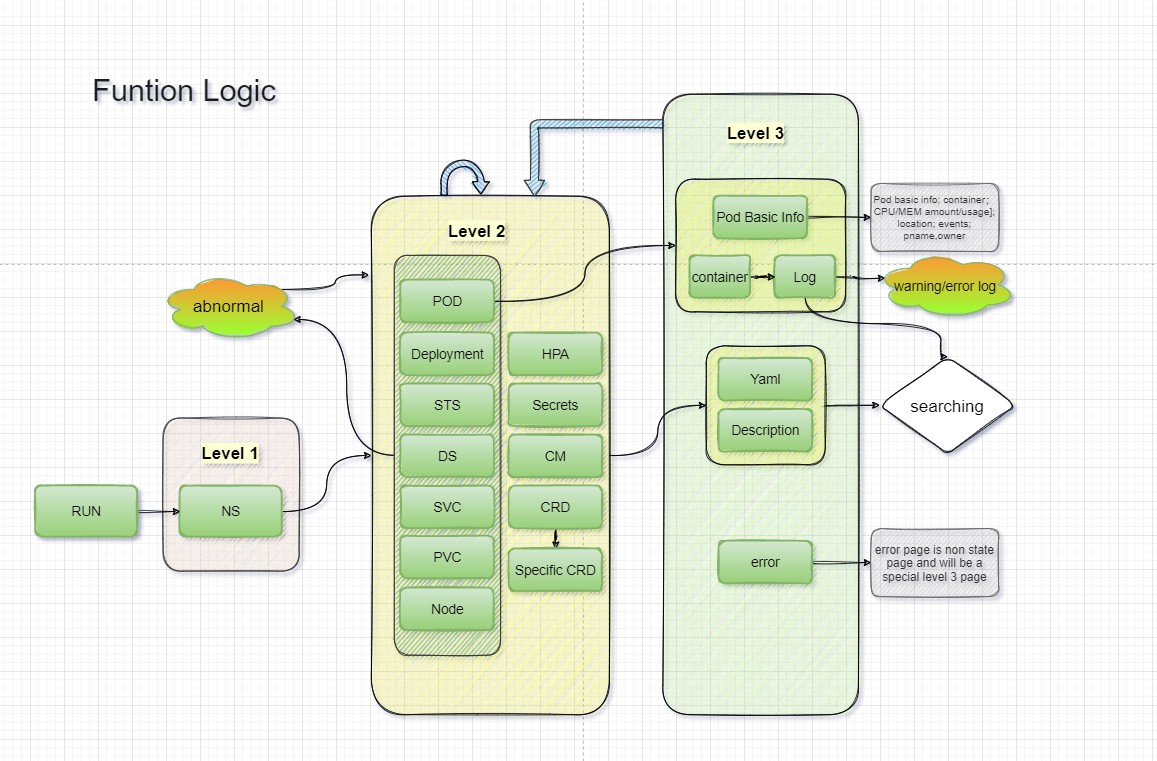 Funtion Logic
Level 3
Pod Basic Info
Pod basic info; container;
CPU/MEM amount/usage];
location; events;
pname,owner
container
Log
warning/error log
Level 2
abnormal
POD
Deployment
HPA
STS
Secrets
DS
CM
SVC
CRD
PVC
Specific CRD
Node
Yaml
Description
searching
Level 1
RUN
NS
error
error page is non state
page and will be a
special level 3 page